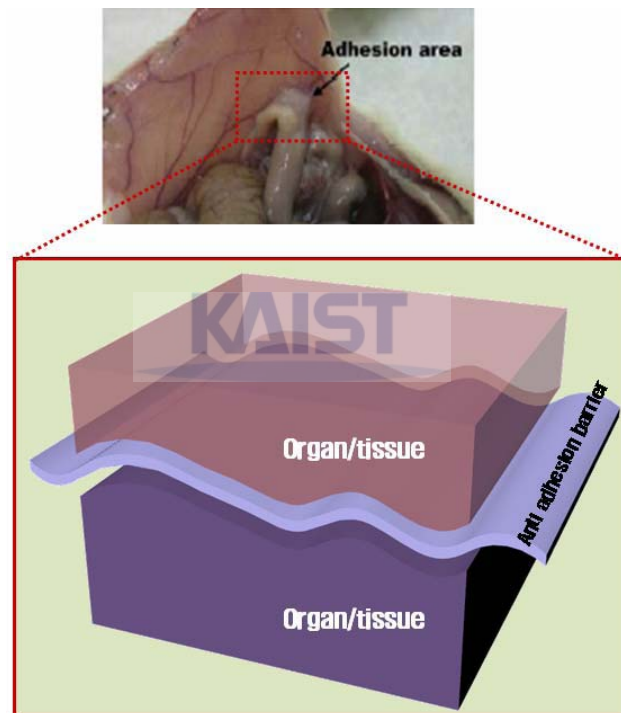 Adhesion area
KAIST
Organ/tissue
Anti adhesion barrier
Organ/tissue